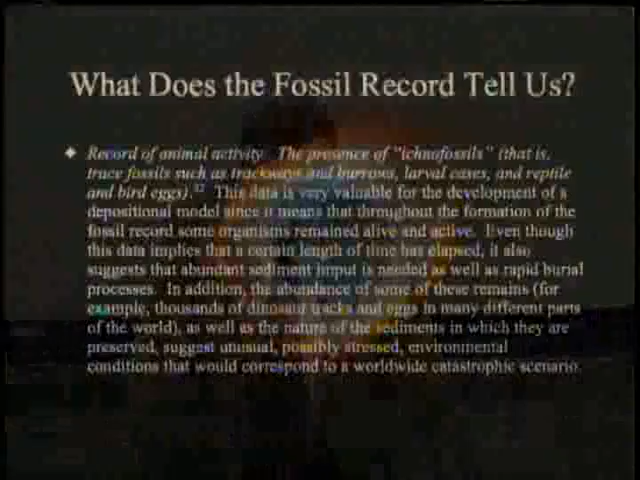 What Does the Fossil Record Tell Us?
Record of animal activity. The presence of "ichnofossils" (that is,
trace fossils such as trackways and burrows, larval cases, and reptile
and bird eggs). This data is very valuable for the development of a
depositional model since it means that throughout the formation of the
fossil record some organisms remained alive and active. Even though
this data implies that a certain length of time has elapsed, it also
suggests that abundant sediment input is needed as well as rapid burial
processes. In addition, the abundance of some of these remains (for
example, thousands of dinosaur tracks and eggs in many different parts
of the world), as well as the nature of the sediments in which they are
preserved, suggest unusual, possibly stressed, environmental
conditions that would correspond to a worldwide catastrophic scenario.